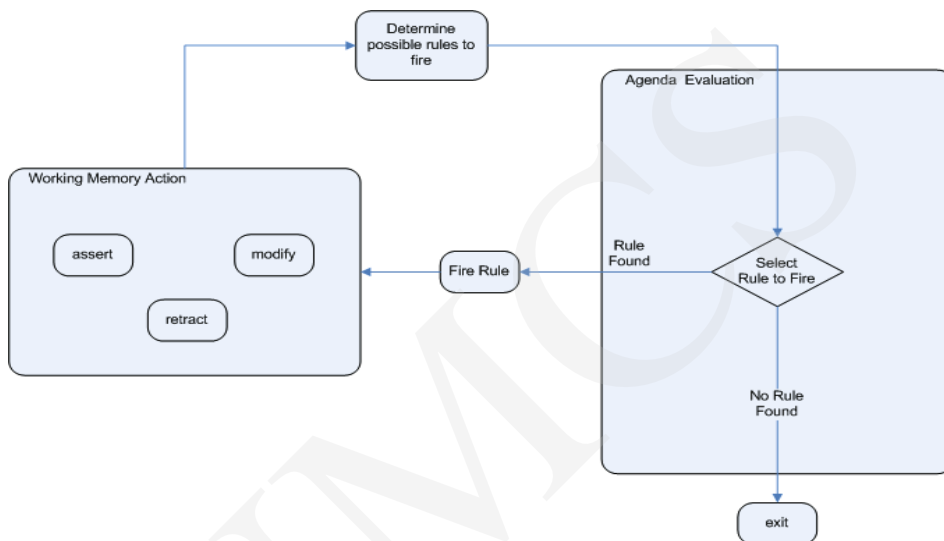 Determine
possible rules to
fire
Agenda Evaluation
Working Memory Action
assert
modify
retract
Fire Rule
Rule
Found
Select
Rule to Fire
No Rule
Found
exit